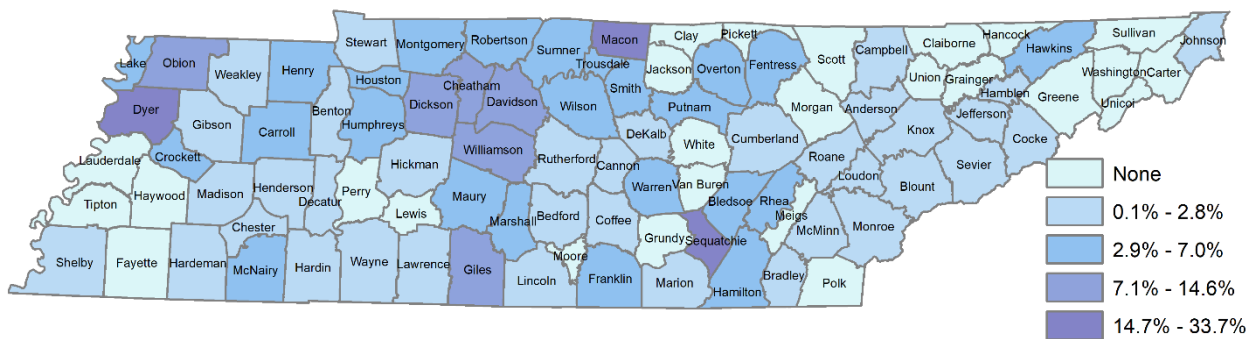 Stewart
Montgomery
Robertson
Sumner
Macon
Trousdale
Clay
Pickett
Scott
Campbell
Claiborne
Hancock
Hawkins
Sullivan
Johnson
Lake
Obion
Weakley
Henry
Houston
Cheatham
Davidson
Wilson
Smith
Jackson
Overton
Fentress
Union
Grainger
Hamblen
Washington
Carter
Unicoi
Greene
Dyer
Gibson
Carroll
Benton
Humphreys
Dickson
Williamson
Putnam
DeKalb
White
Cumberland
Morgan
Anderson
Knox
Jefferson
Cocke
Sevier
Blount
Loudon
Roane
Lauderdale
Crockett
Haywood
Madison
Henderson
Decatur
Perry
Hickman
Maury
Rutherford
Cannon
Warren
Van Buren
Bledsoe
Rhea
Meigs
McMinn
Monroe
Tipton
Chester
Lewis
Marshall
Bedford
Coffee
Grundy
Sequatchie
Shelby
Fayette
Hardeman
McNairy
Hardin
Wayne
Lawrence
Giles
Lincoln
Moore
Franklin
Marion
Hamilton
Bradley
Polk
None
0.1% - 2.8%
2.9% - 7.0%
7.1% - 14.6%
14.7% - 33.7%